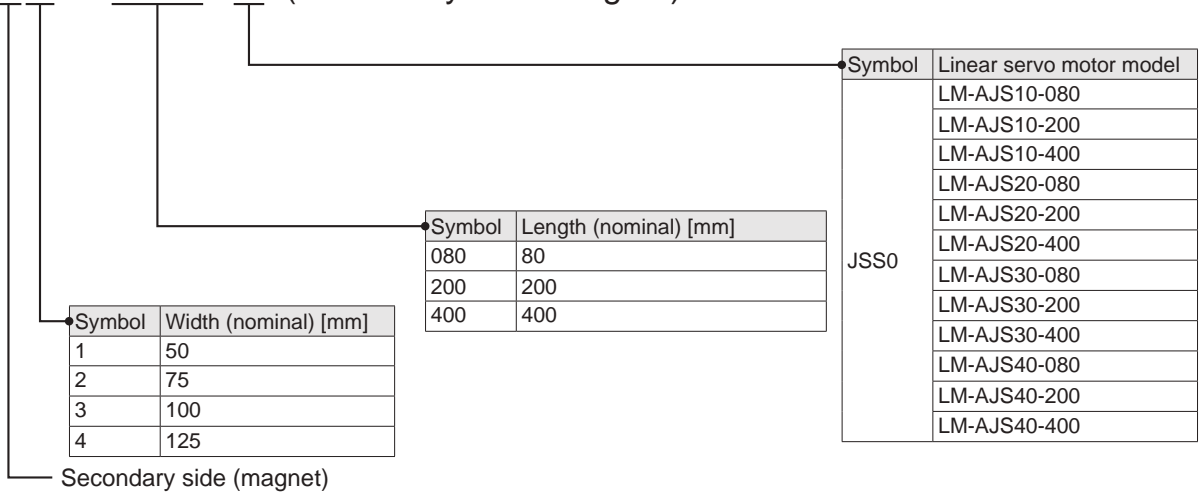 Symbol Linear servo motor model
JSS0
LM-AJS10-080
LM-AJS10-200
LM-AJS10-400
LM-AJS20-080
LM-AJS20-200
LM-AJS20-400
LM-AJS30-080
LM-AJS30-200
LM-AJS30-400
LM-AJS40-080
LM-AJS40-200
LM-AJS40-400
Symbol Length (nominal) [mm]
080 80
200 200
400 400
Symbol Width (nominal) [mm]
1 50
2 75
3 100
4 125
Secondary side (magnet)